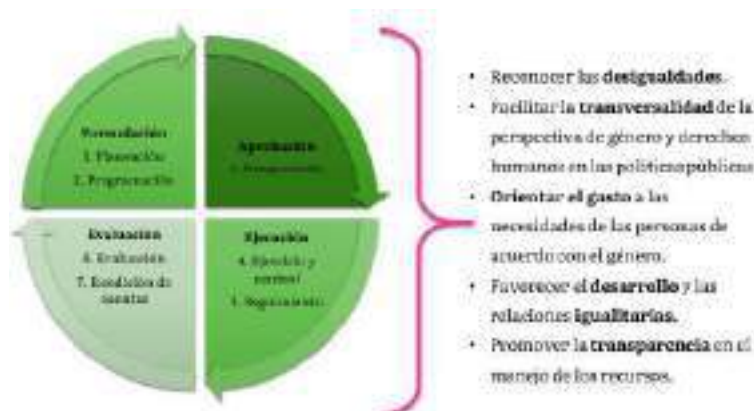 Formulación
1. Planeación
2. Programación
Aprobación
3. Presupuestación
Evaluación
6. Evaluación
7. Rendición de
cuentas
Ejecución
4. Ejercicio y
control
5. Seguimiento
• Reconocer las desigualdades.
• Facilitar la transversalidad de la
perspectiva de género y derechos
humanos en las políticas públicas
• Orientar el gasto a las
necesidades de las personas de
acuerdo con el género.
• Favorecer el desarrollo y las
relaciones igualitarias.
• Promover la transparencia en el
manejo de los recursos.